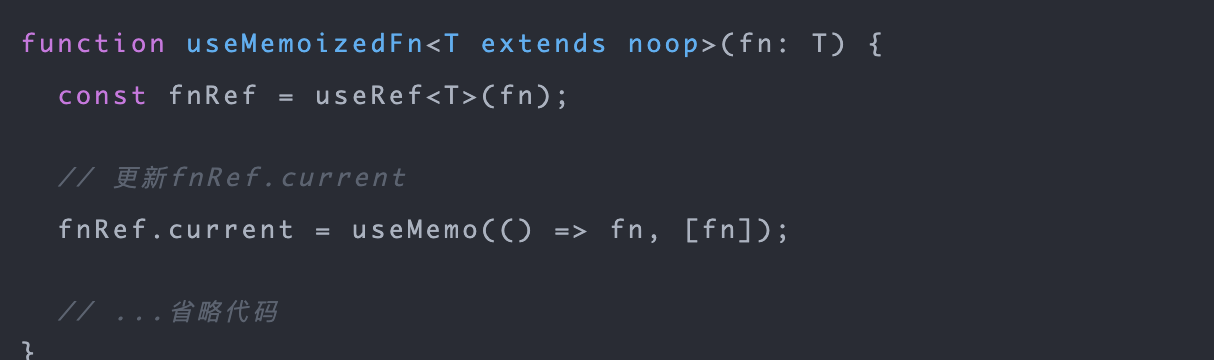 function useMemoizedFn<T extends noop>(fn: T) {
const fnRef = useRef<T>(fn);
// 更新fnRef.current
fnRef.current = useMemo(() => fn, [fn]);
// ...省略代码
}